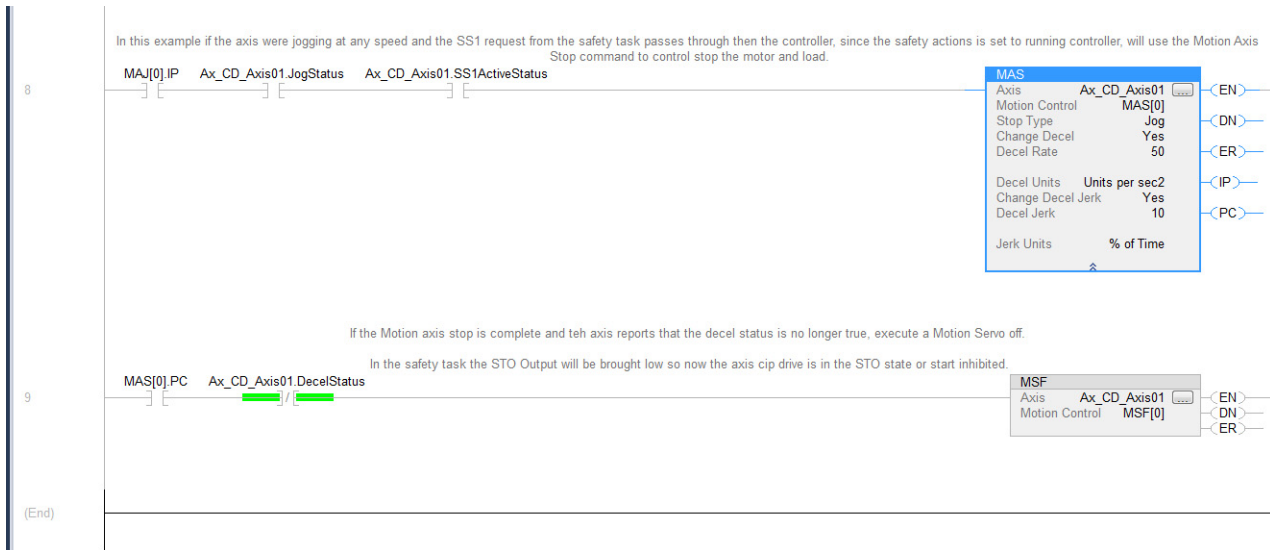 In this example if the axis were jogging at any speed and the SS1 request from the safety task passes through then the controller, since the safety actions is set to running controller, will use the Motion Axis
Stop command to control stop the motor and load.
MAJ[0].IP Ax_CD_Axis01.JogStatus Ax_CD_Axis01.SS1ActiveStatus
8
MAS
Axis Ax_CD_Axis01 ...
Motion Control MAS[0]
Stop Type Jog
Change Decel Yes
Decel Rate 50
Decel Units Units per sec2
Change Decel Jerk Yes
Decel Jerk 10
Jerk Units % of Time
EN
DN
ER
IP
PC
If the Motion axis stop is complete and teh axis reports that the decel status is no longer true, execute a Motion Servo off.
In the safety task the STO Output will be brought low so now the axis cip drive is in the STO state or start inhibited.
MAS[0].PC Ax_CD_Axis01.DecelStatus
9
MSF
Axis Ax_CD_Axis01 ...
Motion Control MSF[0]
EN
DN
ER
(End)